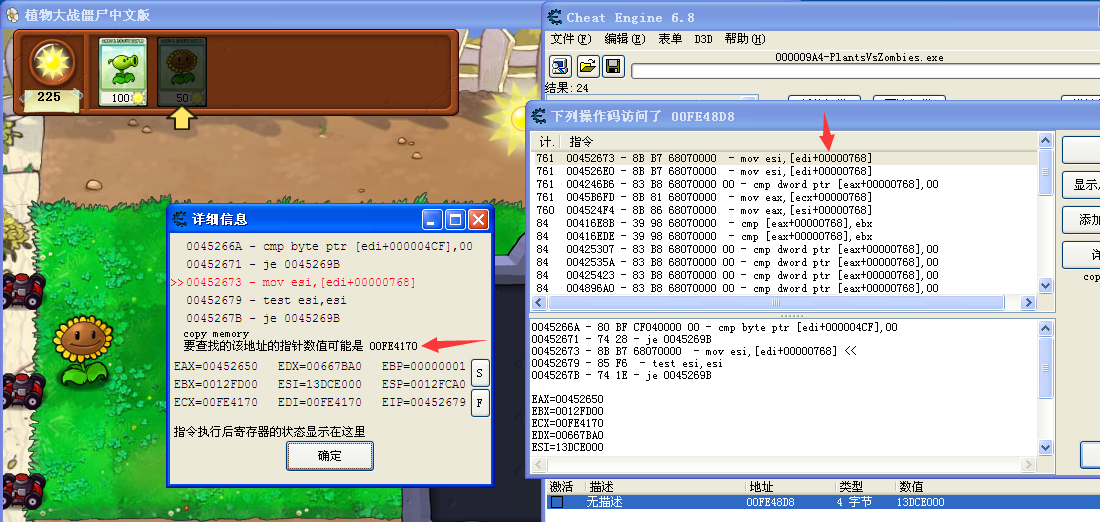 植物大战僵尸中文版
225
100
50
Cheat Engine 6.8
文件(F) 编辑(E) 表单 D3D 帮助(H)
000009A4-PlantsVsZombies.exe
结果: 24
下列操作码访问了 00FE48D8
计. 指令
761 00452673 - 8B B7 68070000 - mov esi,[edi+00000768]
761 004526E0 - 8B B7 68070000 - mov esi,[edi+00000768]
761 004246B6 - 83 B8 68070000 00 - cmp dword ptr [eax+00000768],00
761 0045B6FD - 8B 81 68070000 - mov eax,[ecx+00000768]
760 004524F4 - 8B 86 68070000 - mov eax,[esi+00000768]
84 00416E8B - 39 98 68070000 - cmp [eax+00000768],ebx
84 00416EDE - 39 98 68070000 - cmp [eax+00000768],ebx
84 00425307 - 83 B8 68070000 00 - cmp dword ptr [eax+00000768],00
84 0042535A - 83 B8 68070000 00 - cmp dword ptr [eax+00000768],00
84 00425423 - 83 B8 68070000 00 - cmp dword ptr [eax+00000768],00
84 004896A0 - 83 B8 68070000 00 - cmp dword ptr [eax+00000768],00
显示
添加
cop
0045266A - 80 BF CF040000 00 - cmp byte ptr [edi+000004CF],00
00452671 - 74 28 - je 0045269B
00452673 - 8B B7 68070000 - mov esi,[edi+00000768] <<
00452679 - 85 F6 - test esi,esi
0045267B - 74 1E - je 0045269B
EAX=00452650
EBX=0012FD00
ECX=00FE4170
EDX=00667BA0
ESI=13DCE000
详细信息
0045266A - cmp byte ptr [edi+000004CF],00
00452671 - je 0045269B
>>00452673 - mov esi,[edi+00000768]
00452679 - test esi,esi
0045267B - je 0045269B
copy memory
要查找的该地址的指针数值可能是 00FE4170
EAX=00452650 EDX=00667BA0 EBP=00000001
EBX=0012FD00 ESI=13DCE000 ESP=0012FCA0
ECX=00FE4170 EDI=00FE4170 EIP=00452679
S
F
指令执行后寄存器的状态显示在这里
确定
激活 描述 地址 类型 数值
无描述 00FE48D8 4 字节 13DCE000